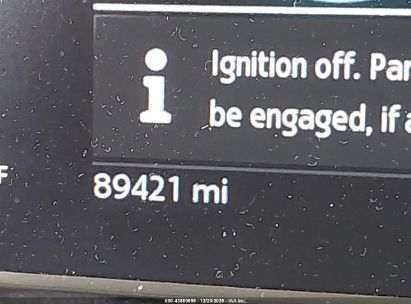 Ignition off. Par
be engaged, if a
F
89421 mi